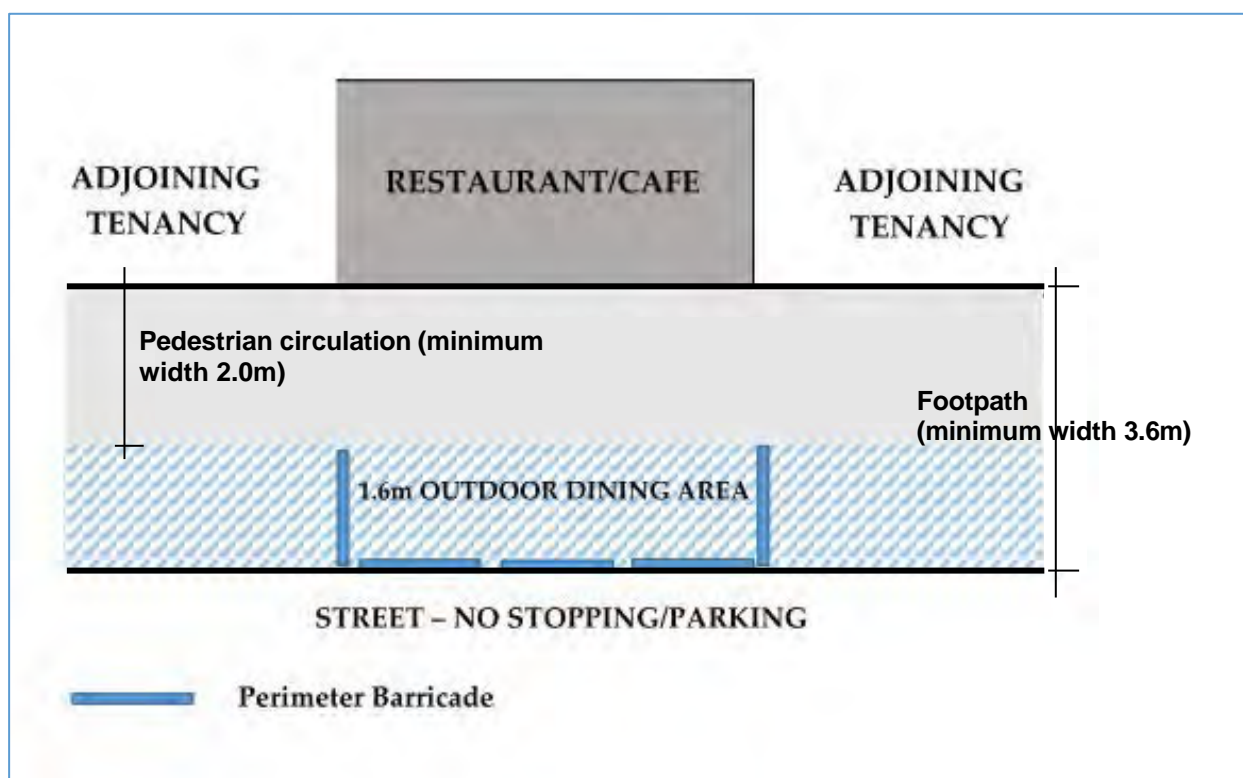 ADJOINING
TENANCY
RESTAURANT/CAFE
ADJOINING
TENANCY
Pedestrian circulation (minimum
width 2.0m)
Footpath
(minimum width 3.6m)
1.6m OUTDOOR DINING AREA
STREET – NO STOPPING/PARKING
Perimeter Barricade